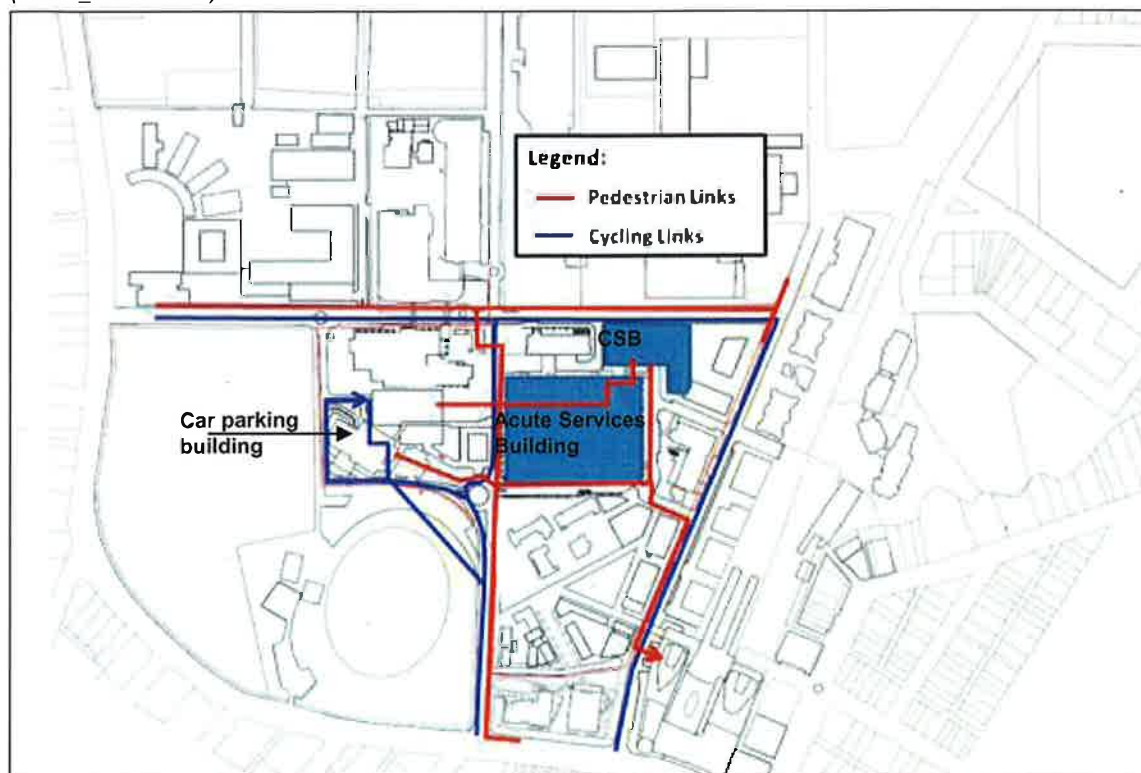 Legend:
Pedestrian Links
Cycling Links
CSB
Car parking
building
Acute Services
Building